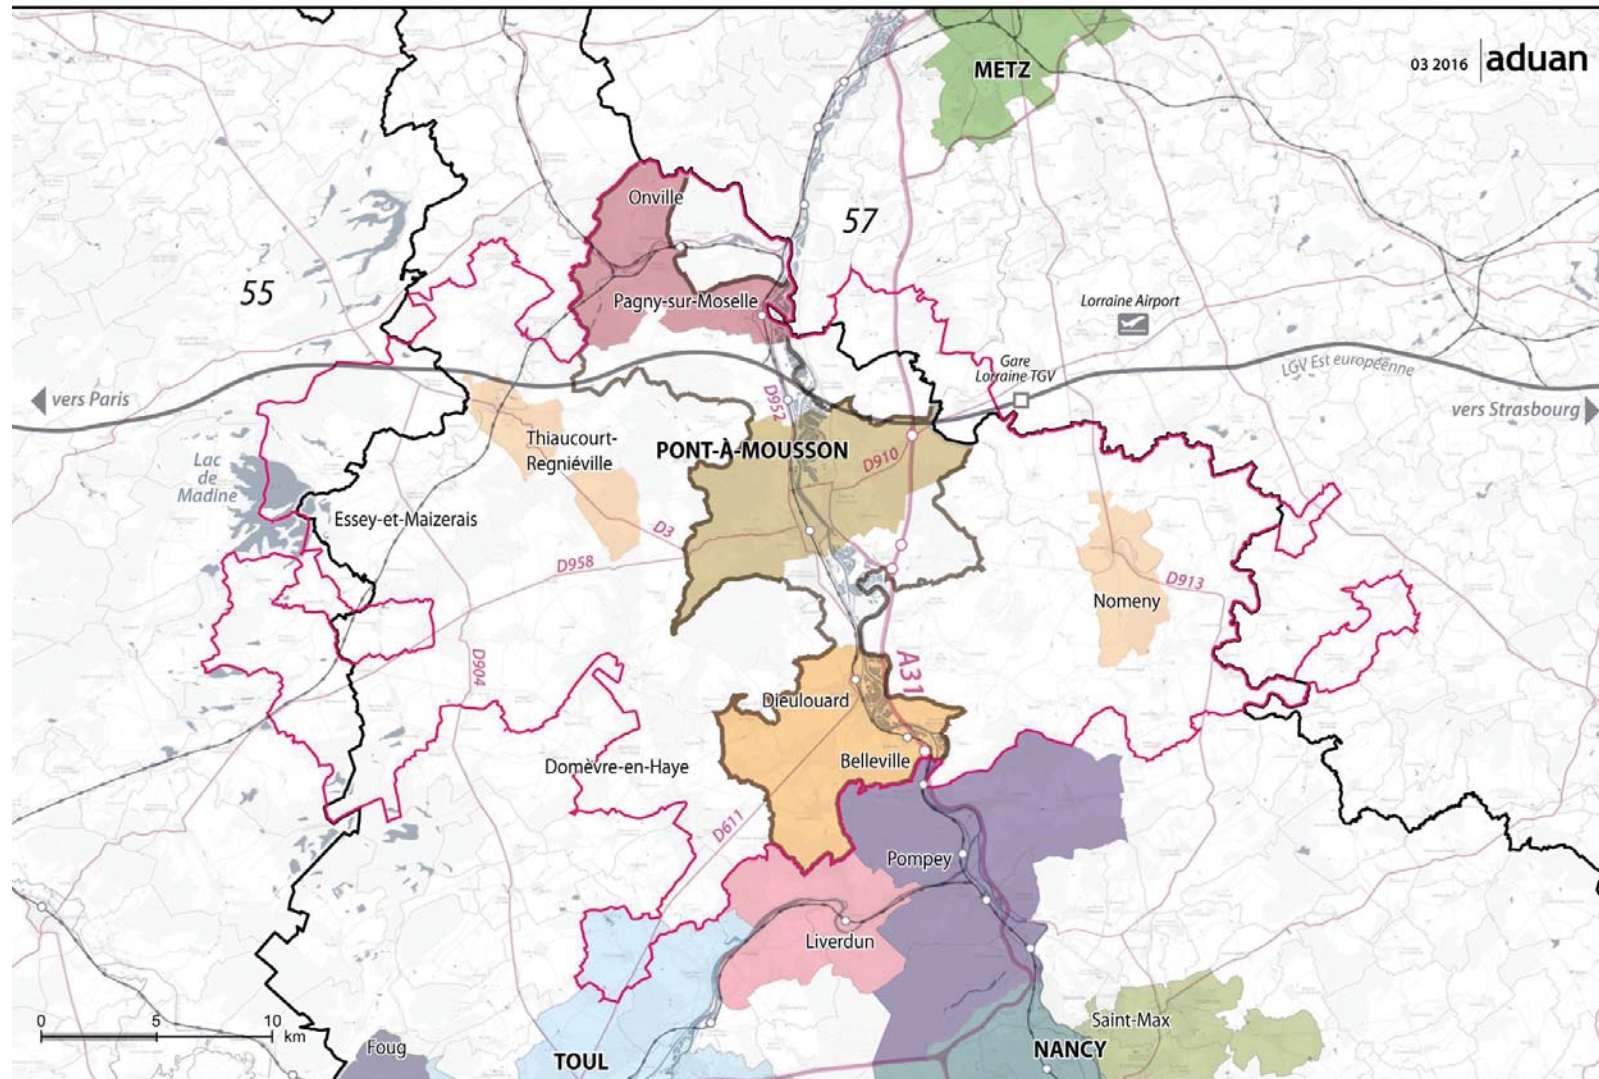 METZ
03 2016 | aduan
Onville
57
55
Pagny-sur-Moselle
Lorraine Airport
Gare
Lorraine TGV
LGV Est européenne
vers Paris
vers Strasbourg
D952
Thiaucourt-
Regniéville
PONT-À-MOUSSON
D910
Lac
de
Madine
Essey-et-Maizerais
D3
D958
D913
Nomeny
D904
A31
Dieulouard
Belleville
Domèvre-en-Haye
D611
Pompey
Liverdun
0 5 10
km
Foug
TOUL
Saint-Max
NANCY